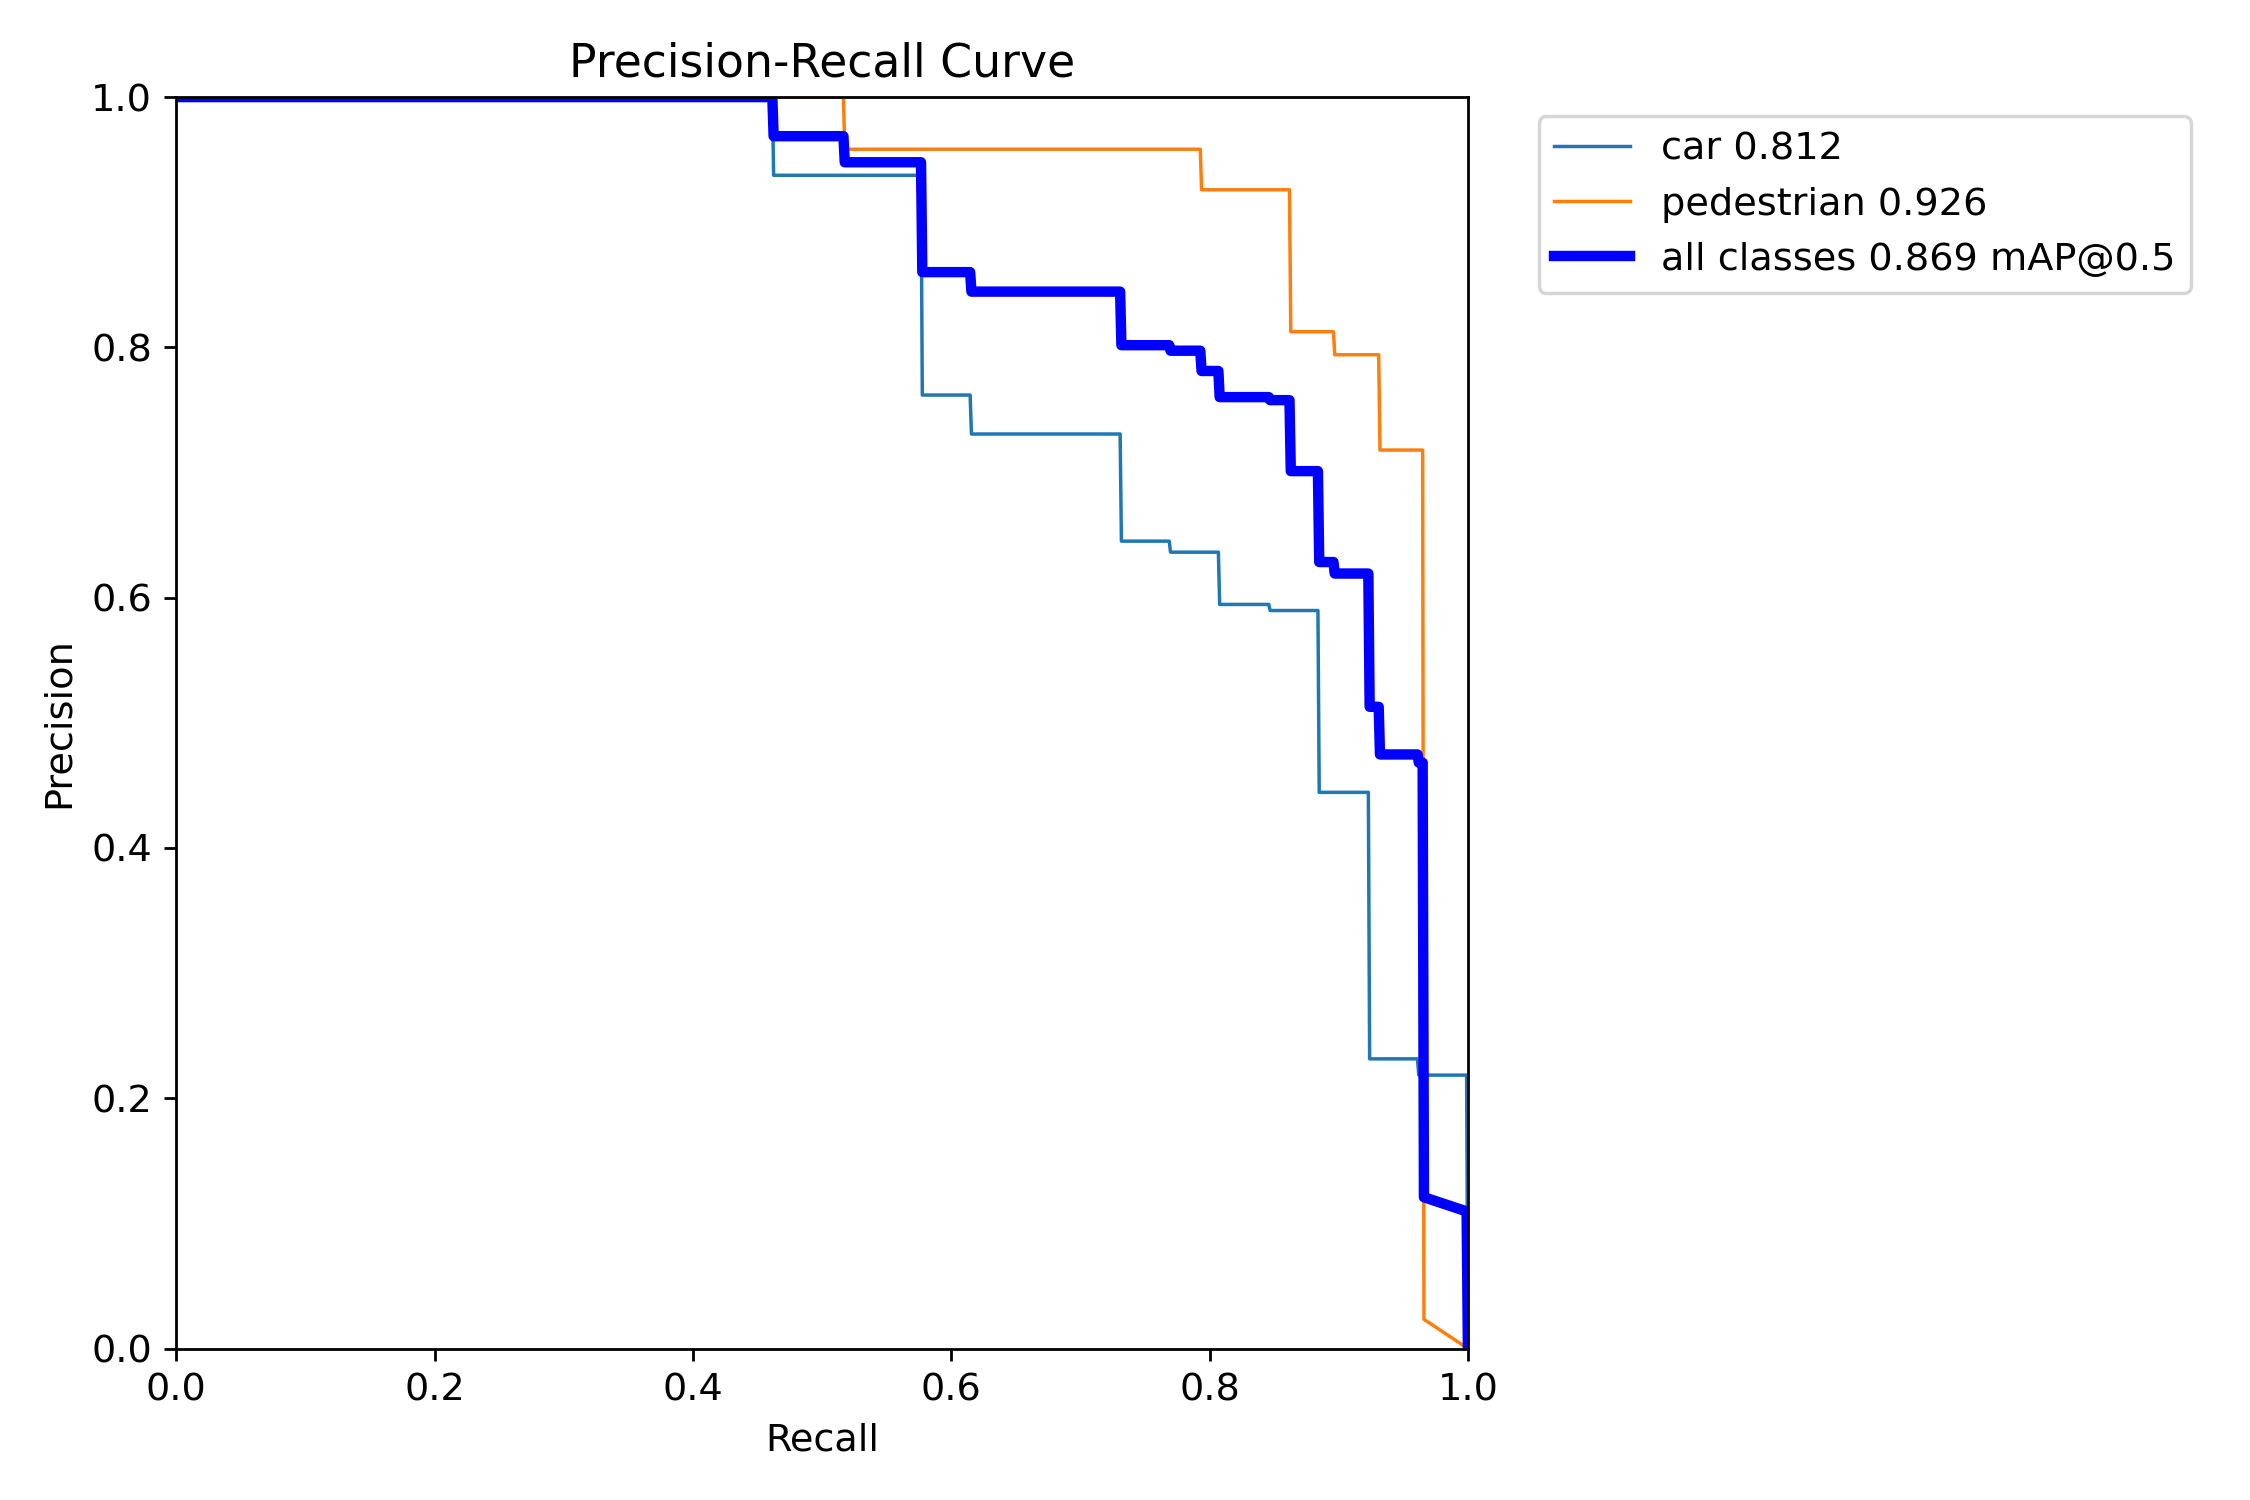 Precision-Recall Curve
1.0
0.8
0.6
0.4
0.2
0.0
Precision
0.0 0.2 0.4 0.6 0.8 1.0
Recall
car 0.812
pedestrian 0.926
all classes 0.869 mAP@0.5